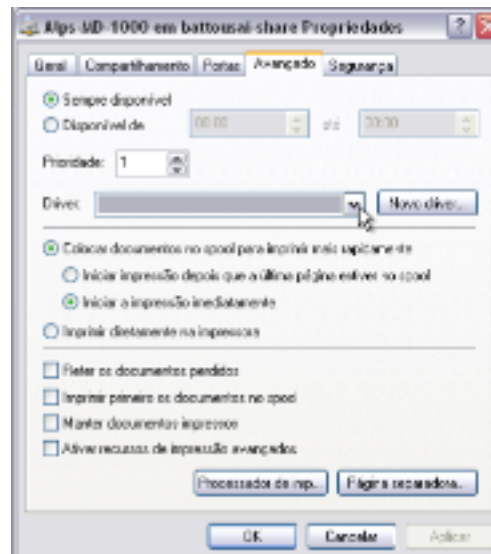 Alps-MD-1000 em battousai-share Propriedades
Geral Compartilhamento Portas Avançado Segurança
Sempre disponível
Disponível de 00:00 até 00:00
Prioridade: 1
Driver: Novo driver...
Colocar documentos no spool para imprimir mais rapidamente
Iniciar impressão depois que a última página estiver no spool
Iniciar a impressão imediatamente
Imprimir diretamente na impressora
Reter os documentos perdidos
Imprimir primeiro os documentos no spool
Manter documentos impressos
Ativar recursos de impressão avançados
Processador de imp... Página separadora...
OK Cancelar Aplicar